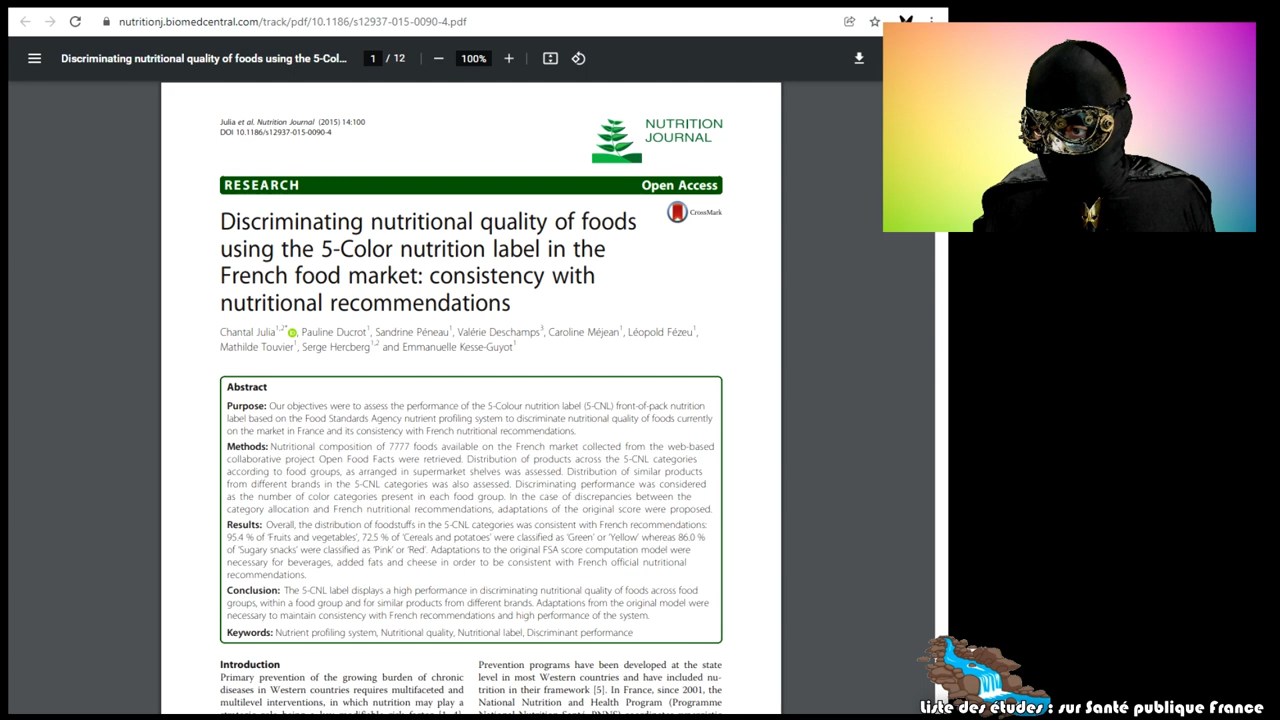 nutritionj.biomedcentral.com/track/pdf/10.1186/s12937-015-0090-4.pdf
Discriminating nutritional quality of foods using the 5-Col...
1 / 12
100%
Julia et al. Nutrition Journal (2015) 14:100
DOI 10.1186/s12937-015-0090-4
NUTRITION
JOURNAL
RESEARCH
Open Access
CrossMark
Discriminating nutritional quality of foods
using the 5-Color nutrition label in the
French food market: consistency with
nutritional recommendations
Chantal Julia1,2*, Pauline Ducrot1, Sandrine Péneau1, Valérie Deschamps3, Caroline Méjean1, Léopold Fézeu1,
Mathilde Touvier1, Serge Hercberg1,2 and Emmanuelle Kesse-Guyot1
Abstract
Purpose: Our objectives were to assess the performance of the 5-Colour nutrition label (5-CNL) front-of-pack nutrition
label based on the Food Standards Agency nutrient profiling system to discriminate nutritional quality of foods currently
on the market in France and its consistency with French nutritional recommendations.
Methods: Nutritional composition of 7777 foods available on the French market collected from the web-based
collaborative project Open Food Facts were retrieved. Distribution of products across the 5-CNL categories
according to food groups, as arranged in supermarket shelves was assessed. Distribution of similar products
from different brands in the 5-CNL categories was also assessed. Discriminating performance was considered
as the number of color categories present in each food group. In the case of discrepancies between the
category allocation and French nutritional recommendations, adaptations of the original score were proposed.
Results: Overall, the distribution of foodstuffs in the 5-CNL categories was consistent with French recommendations:
95.4 % of 'Fruits and vegetables', 72.5 % of 'Cereals and potatoes' were classified as 'Green' or 'Yellow' whereas 86.0 %
of 'Sugary snacks' were classified as 'Pink' or 'Red'. Adaptations to the original FSA score computation model were
necessary for beverages, added fats and cheese in order to be consistent with French official nutritional
recommendations.
Conclusion: The 5-CNL label displays a high performance in discriminating nutritional quality of foods across food
groups, within a food group and for similar products from different brands. Adaptations from the original model were
necessary to maintain consistency with French recommendations and high performance of the system.
Keywords: Nutrient profiling system, Nutritional quality, Nutritional label, Discriminant performance
Introduction
Primary prevention of the growing burden of chronic
diseases in Western countries requires multifaceted and
multilevel interventions, in which nutrition may play a
Prevention programs have been developed at the state
level in most Western countries and have included nu-
trition in their framework [5]. In France, since 2001, the
National Nutrition and Health Program (Programme
Liste des études : sur Santé publique France